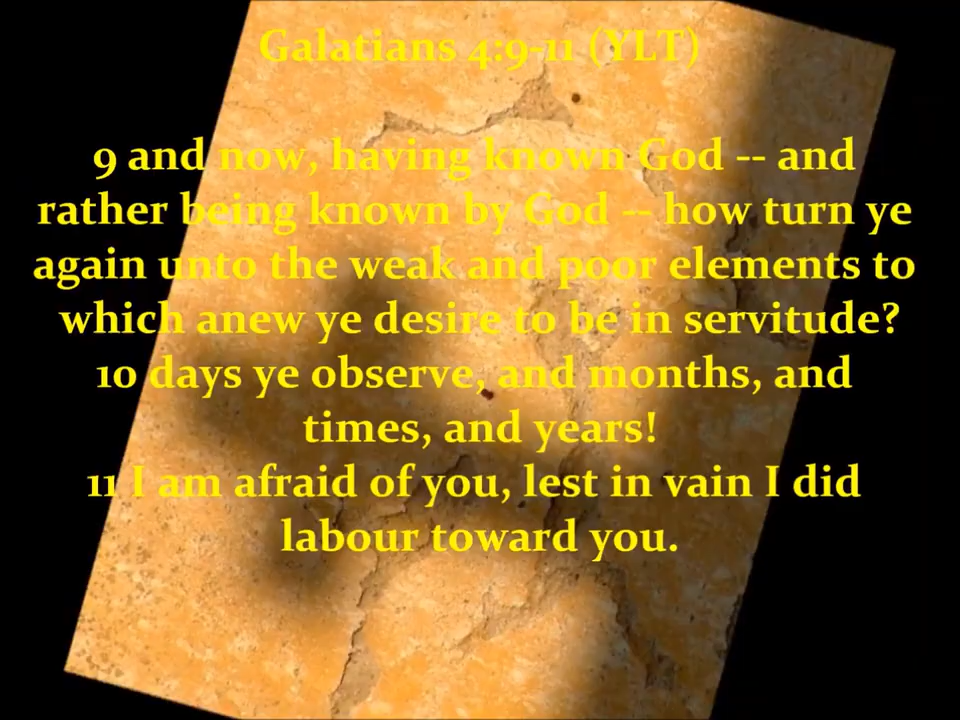 Galatians 4:9-11 (YLT)
9 and now, having known God -- and
rather being known by God -- how turn ye
again unto the weak and poor elements to
which anew ye desire to be in servitude?
10 days ye observe, and months, and
times, and years!
11 I am afraid of you, lest in vain I did
labour toward you.